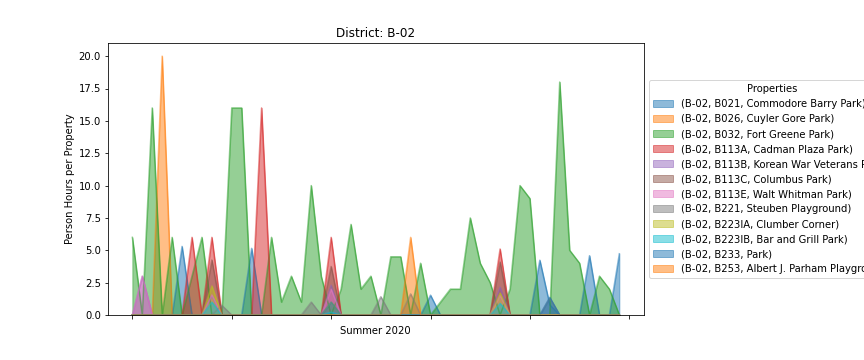 District: B-02
20.0
17.5
15.0
12.5
10.0
7.5
5.0
2.5
0.0
Person Hours per Property
Summer 2020
Properties
(B-02, B021, Commodore Barry Park)
(B-02, B026, Cuyler Gore Park)
(B-02, B032, Fort Greene Park)
(B-02, B113A, Cadman Plaza Park)
(B-02, B113B, Korean War Veterans P
(B-02, B113C, Columbus Park)
(B-02, B113E, Walt Whitman Park)
(B-02, B221, Steuben Playground)
(B-02, B223IA, Clumber Corner)
(B-02, B223IB, Bar and Grill Park)
(B-02, B233, Park)
(B-02, B253, Albert J. Parham Playgro